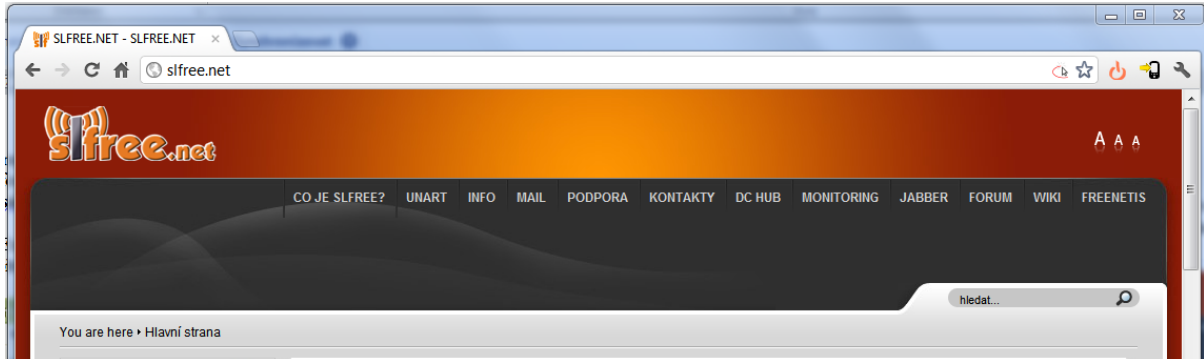 SLFREE.NET - SLFREE.NET
slfree.net
slfree.net
A A A
CO JE SLFREE? UNART INFO MAIL PODPORA KONTAKTY DC HUB MONITORING JABBER FORUM WIKI FREENETIS
hledat...
You are here Hlavní strana